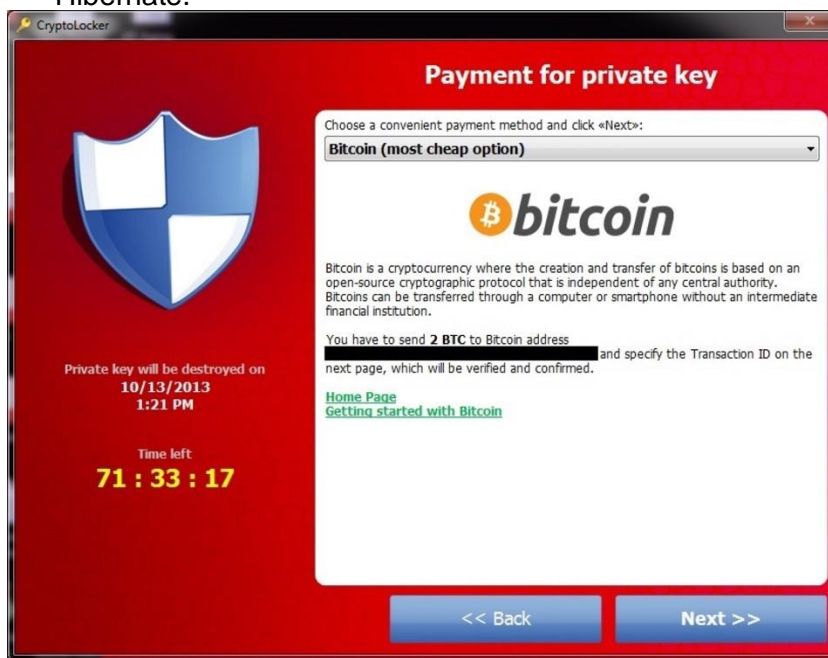 Hibernate.
CryptoLocker
Payment for private key
Choose a convenient payment method and click «Next»:
Bitcoin (most cheap option)
bitcoin
Bitcoin is a cryptocurrency where the creation and transfer of bitcoins is based on an
open-source cryptographic protocol that is independent of any central authority.
Bitcoins can be transferred through a computer or smartphone without an intermediate
financial institution.
You have to send 2 BTC to Bitcoin address
and specify the Transaction ID on the
next page, which will be verified and confirmed.
Home Page
Getting started with Bitcoin
Private key will be destroyed on
10/13/2013
1:21 PM
Time left
71 : 33 : 17
<< Back
Next >>